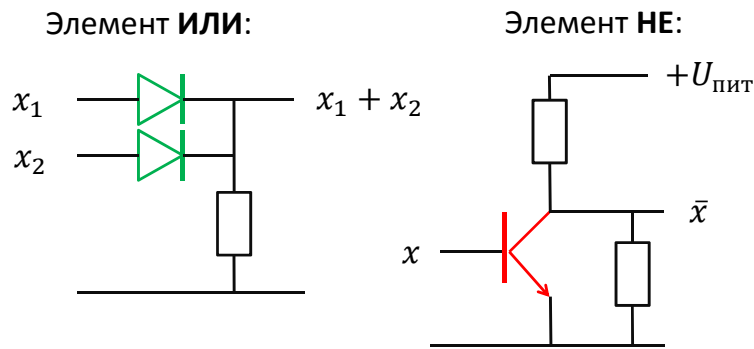 Элемент ИЛИ:
x₁
x₁ + x₂
x₂
Элемент НЕ:
+Uпит
x̄
x